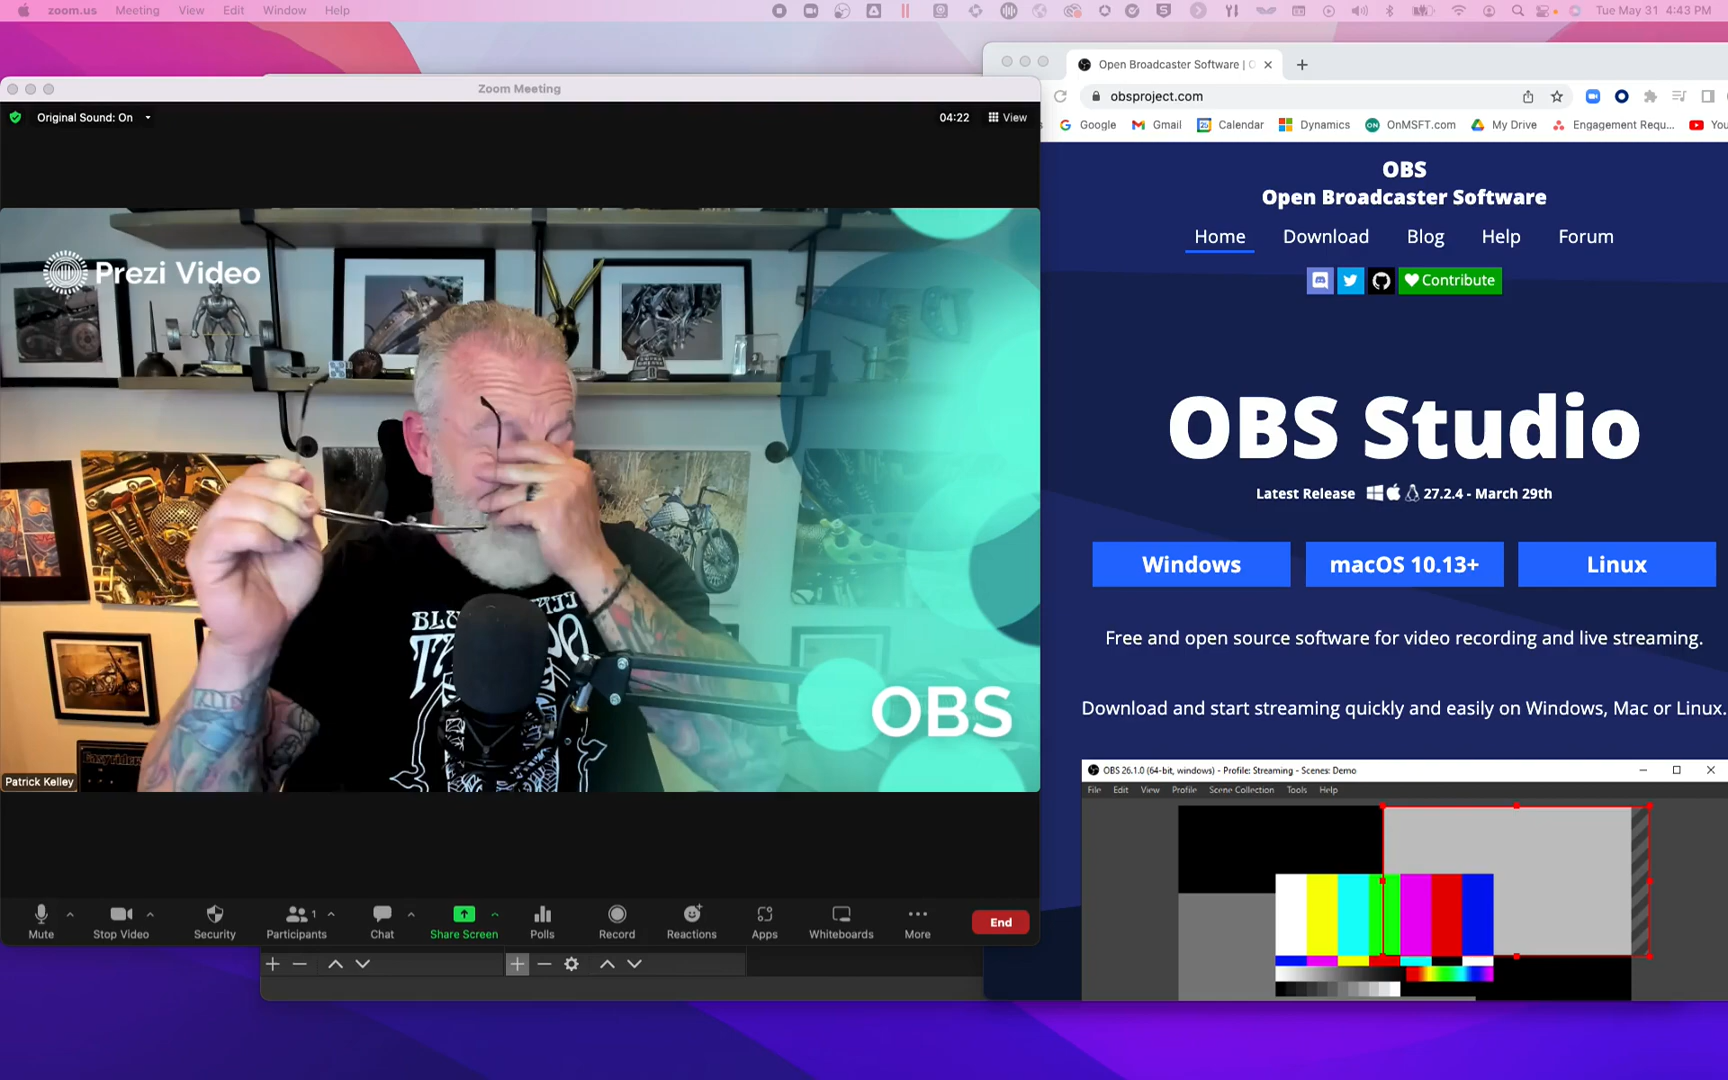 zoom.us Meeting View Edit Window Help
Tue May 31 4:43 PM
Zoom Meeting
Original Sound: On
04:22
View
Prezi Video
OBS
Patrick Kelley
Mute
Stop Video
Security
Participants
1
Chat
Share Screen
Polls
Record
Reactions
Apps
Whiteboards
More
End
Open Broadcaster Software | O
obsproject.com
Google
Gmail
Calendar
Dynamics
OnMSFT.com
My Drive
Engagement Requ...
You
OBS
Open Broadcaster Software
Home Download Blog Help Forum
Contribute
OBS Studio
Latest Release 27.2.4 - March 29th
Windows
macOS 10.13+
Linux
Free and open source software for video recording and live streaming.
Download and start streaming quickly and easily on Windows, Mac or Linux.
OBS 26.1.0 (64-bit, windows) - Profile: Streaming - Scenes: Demo
File Edit View Profile Scene Collection Tools Help